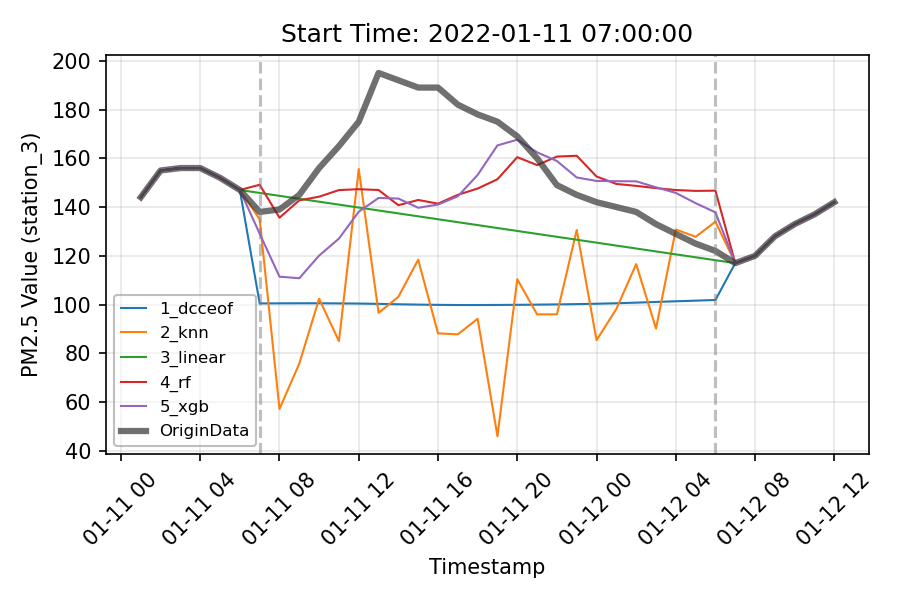 Start Time: 2022-01-11 07:00:00
PM2.5 Value (station_3)
200
180
160
140
120
100
80
60
40
1_dcceof
2_knn
3_linear
4_rf
5_xgb
OriginData
01-11 00
01-11 04
01-11 08
01-11 12
01-11 16
01-11 20
01-12 00
01-12 04
01-12 08
01-12 12
Timestamp